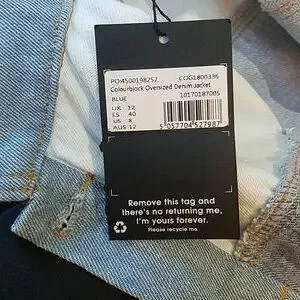 PO:4500198257 COG1800336
Colourblock Oversized Denim Jacket
BLUE 10170187005
UK 12
ES 40
US 8
AUS 12
5 057704 527987
Remove this tag and
there's no returning me,
I'm yours forever.
Please recycle me